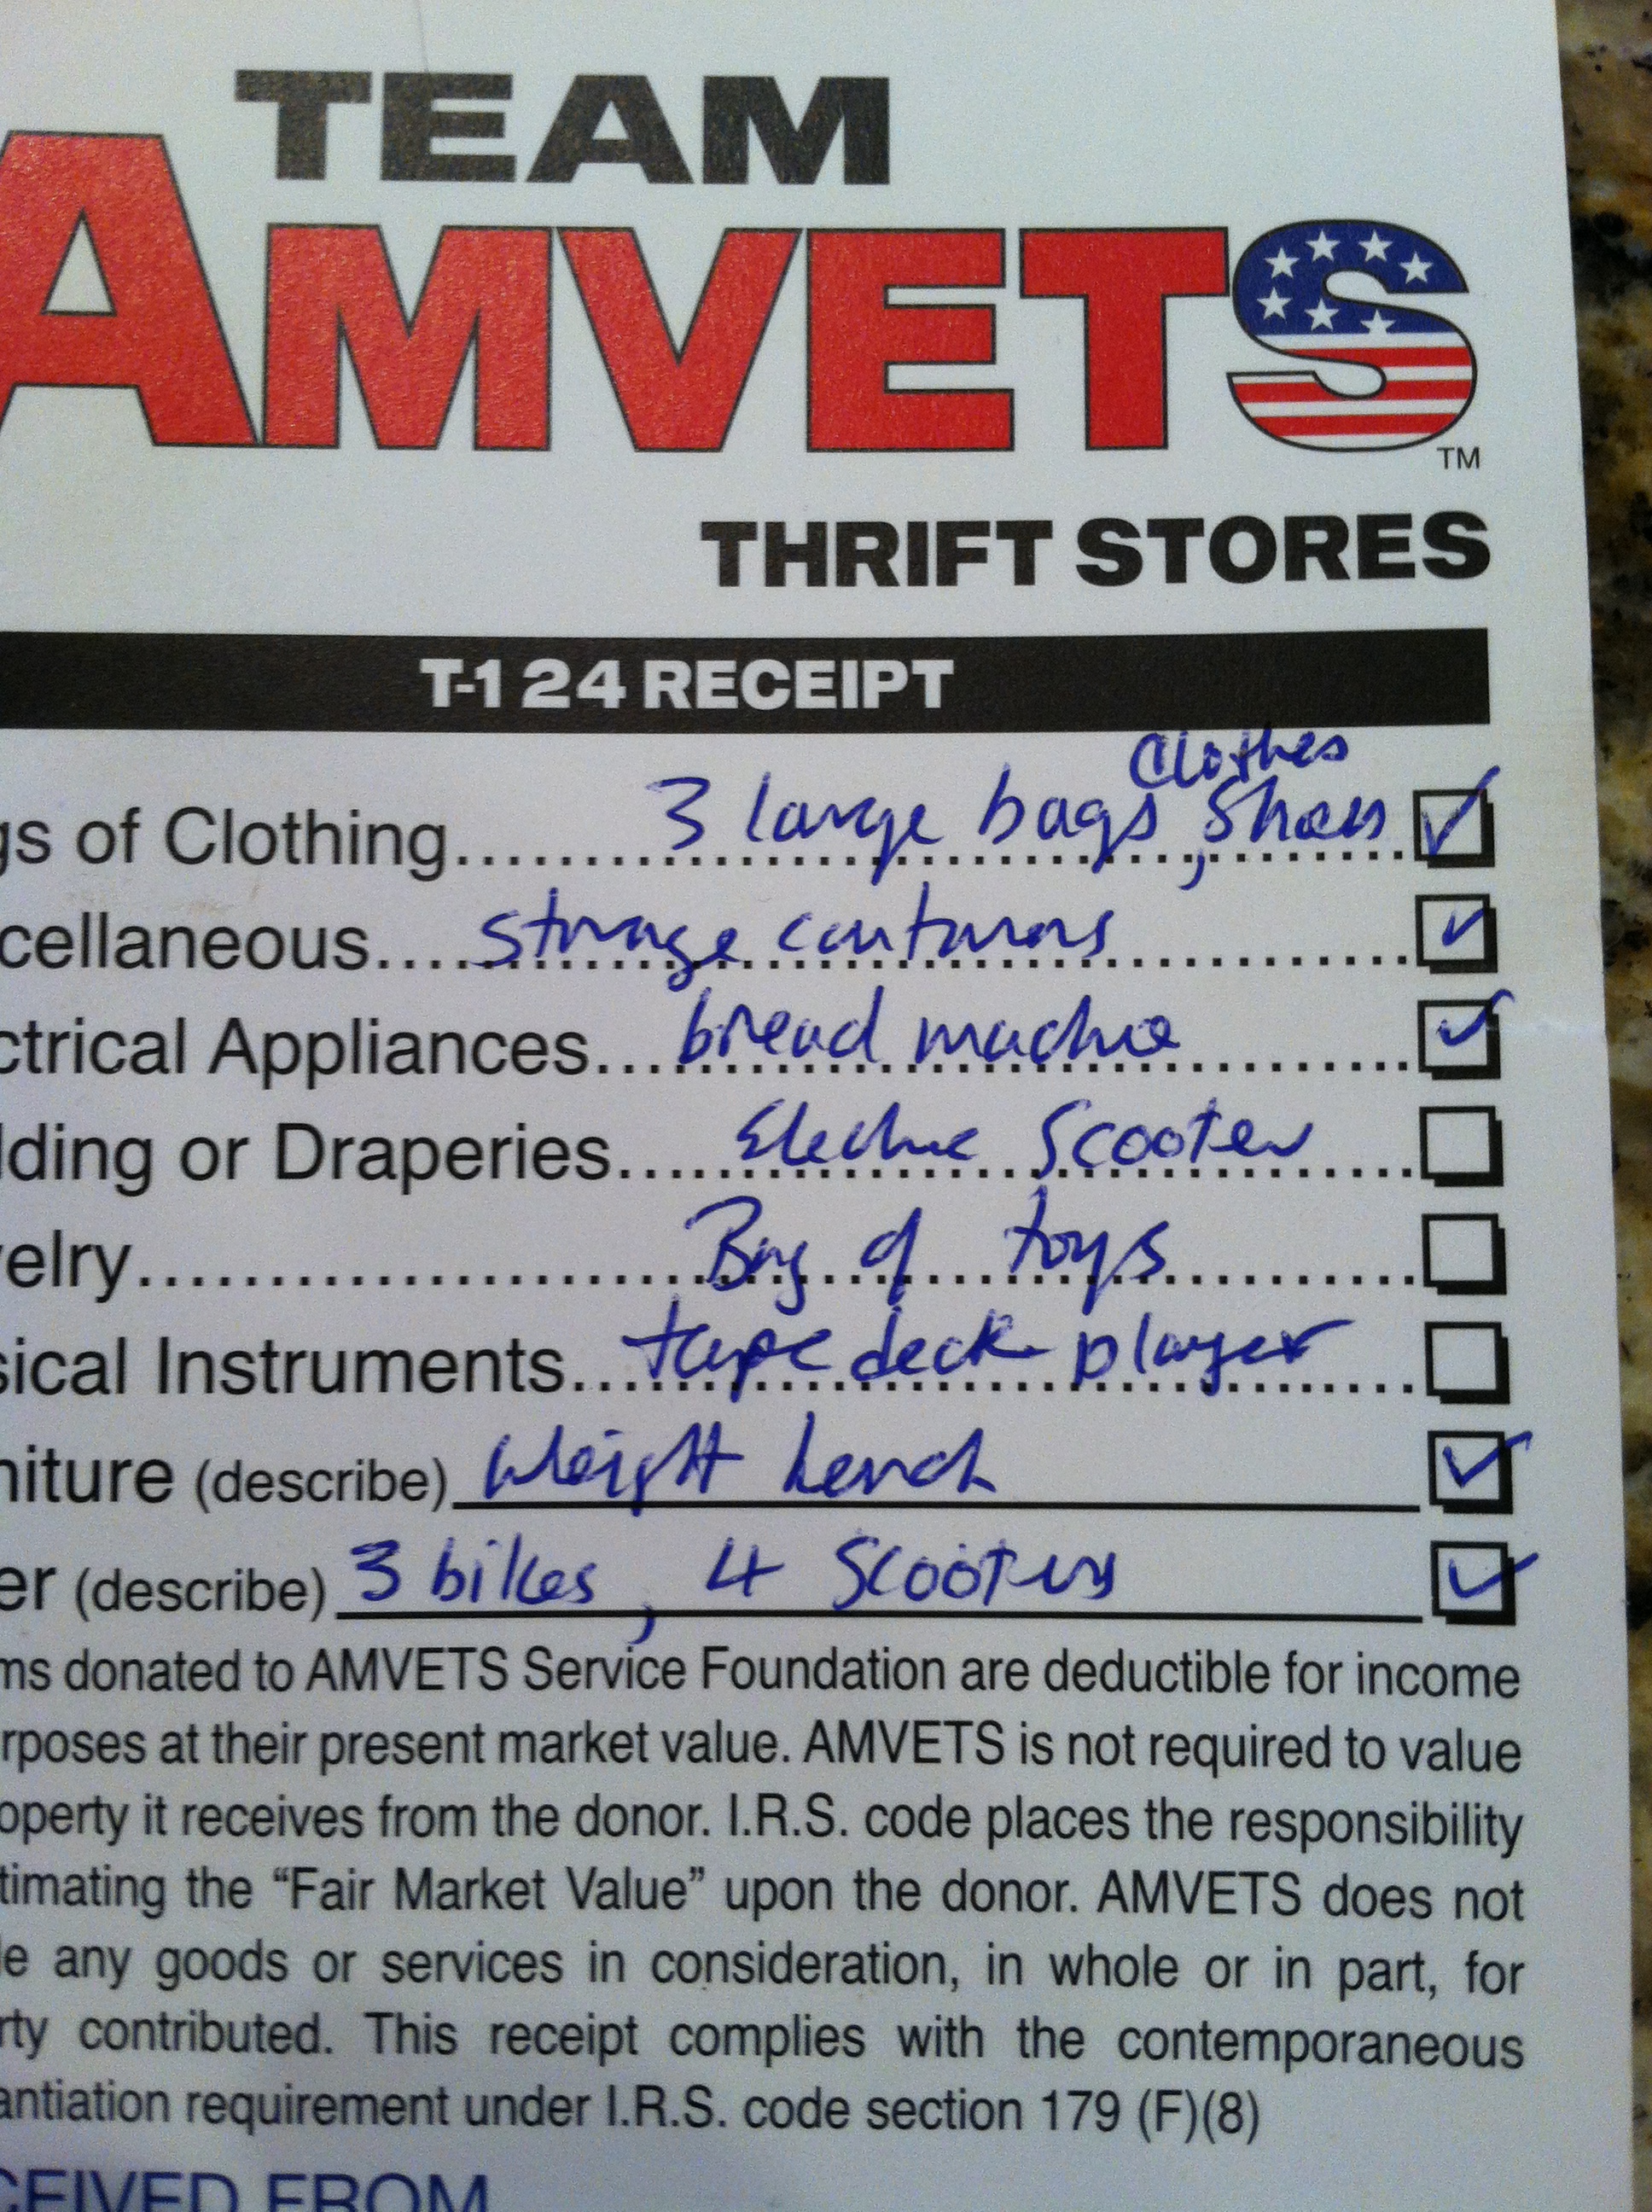 TEAM
AMVETS
TM
THRIFT STORES
T-124 RECEIPT
Clothes
gs of Clothing 3 large bags, Shoes
cellaneous storage containers
ctrical Appliances bread machine
lding or Draperies Electric Scooter
elry Bag of toys
sical Instruments tape deck player
niture (describe) Weight bench
er (describe) 3 bikes, 4 Scooters
ms donated to AMVETS Service Foundation are deductible for income
rposes at their present market value. AMVETS is not required to value
operty it receives from the donor. I.R.S. code places the responsibility
timating the “Fair Market Value” upon the donor. AMVETS does not
e any goods or services in consideration, in whole or in part, for
rty contributed. This receipt complies with the contemporaneous
antiation requirement under I.R.S. code section 179 (F)(8)
CEIVED FROM